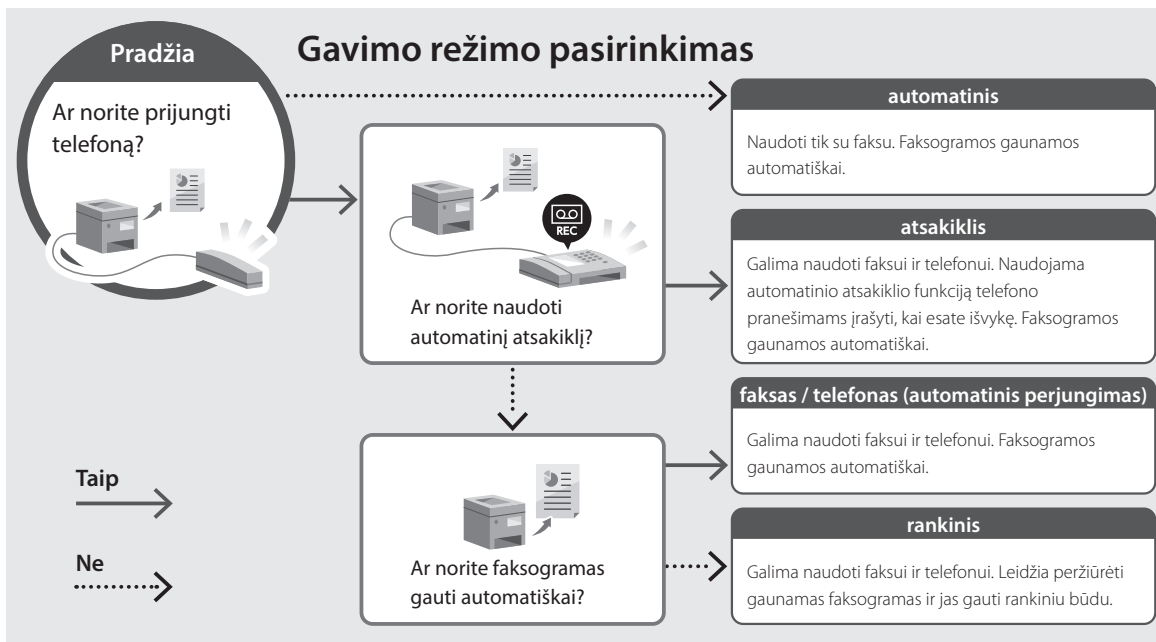 Gavimo režimo pasirinkimas
Pradžia
Ar norite prijungti
telefoną?
REC
Ar norite naudoti
automatinį atsakiklį?
Ar norite faksogramas
gauti automatiškai?
automatinis
Naudoti tik su faksu. Faksogramos gaunamos
automatiškai.
atsakiklis
Galima naudoti faksui ir telefonui. Naudojama
automatinio atsakiklio funkciją telefono
pranešimams įrašyti, kai esate išvykę. Faksogramos
gaunamos automatiškai.
faksas / telefonas (automatinis perjungimas)
Galima naudoti faksui ir telefonui. Faksogramos
gaunamos automatiškai.
rankinis
Galima naudoti faksui ir telefonui. Leidžia peržiūrėti
gaunamas faksogramas ir jas gauti rankiniu būdu.
Taip
Ne